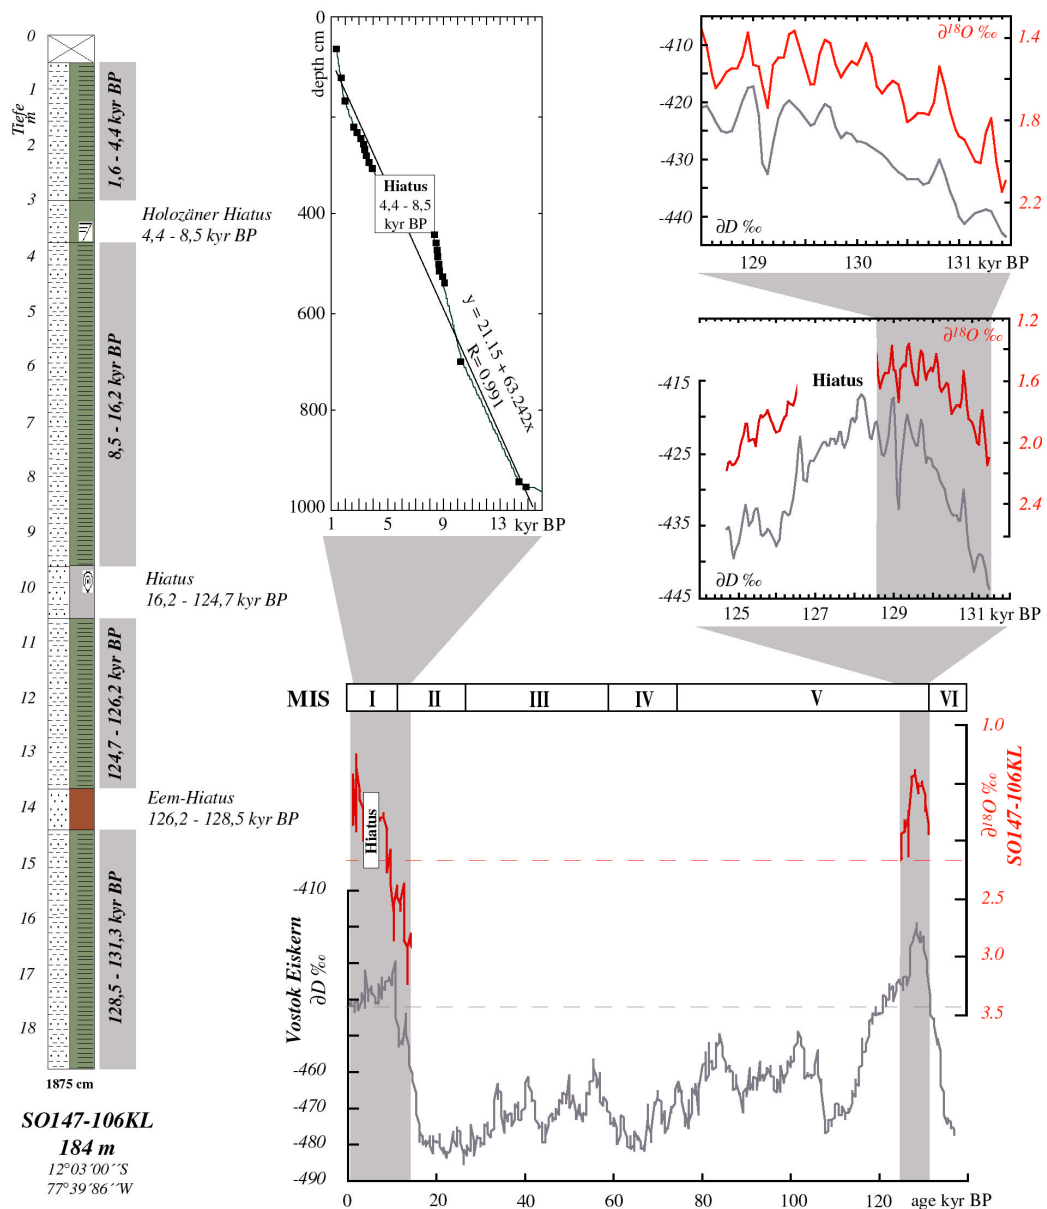 0
1
Tiefe
m
2
3
4
5
6
7
8
9
10
11
12
13
14
15
16
17
18
1,6 - 4,4 kyr BP
8,5 - 16,2 kyr BP
124,7 - 126,2 kyr BP
128,5 - 131,3 kyr BP
Holozäner Hiatus
4,4 - 8,5 kyr BP
Hiatus
16,2 - 124,7 kyr BP
Eem-Hiatus
126,2 - 128,5 kyr BP
1875 cm
SO147-106KL
184 m
12°03´00´´S
77°39´86´´W
depth cm
0
200
400
600
800
1000
1 5 9 13 kyr BP
Hiatus
4,4 - 8,5
kyr BP
y = 21.15 + 63.242x
R= 0.991
-410
-420
-430
-440
∂D ‰
∂18O ‰
1.4
1.8
2.2
129 130 131 kyr BP
-415
-425
-435
-445
∂D ‰
Hiatus
∂18O ‰
1.2
1.6
2.0
2.4
125 127 129 131 kyr BP
MIS I II III IV V VI
Hiatus
1.0
2.5
3.0
3.5
∂18O ‰
SO147-106KL
Vostok Eiskern
∂D ‰
-410
-460
-470
-480
-490
0 20 40 60 80 100 120 age kyr BP